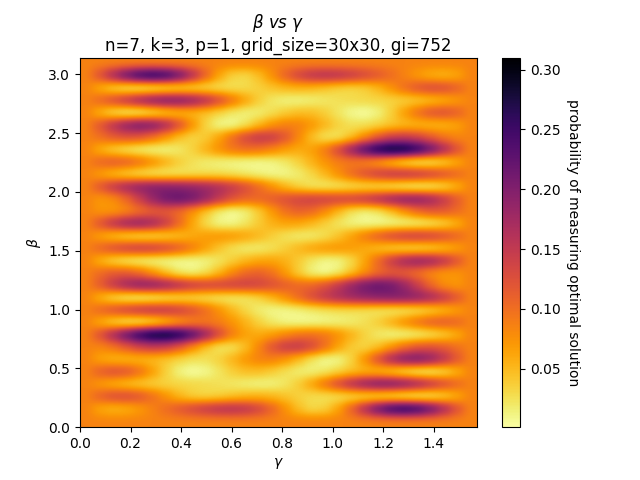 β vs γ
n=7, k=3, p=1, grid_size=30x30, gi=752
3.0
2.5
2.0
1.5
1.0
0.5
0.0
β
0.0 0.2 0.4 0.6 0.8 1.0 1.2 1.4
γ
0.30
0.25
0.20
0.15
0.10
0.05
probability of measuring optimal solution